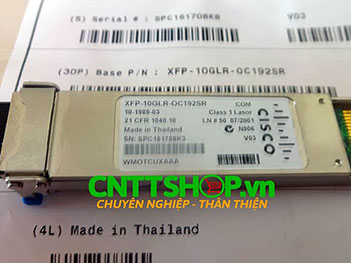 (S) Serial # : SPC161708K8
V03
(3OP) Base P/N : XFP-10GLR-OC192SR
XFP-10GLR-OC192SR COM
10-1989-03 Class 1 Laser
21 CFR 1040.10 LN # 50 07/2001
Made in Thailand N906
SN: SPC161708K3 V03
WMOTCUXAAA
CISCO
CNTTSHOP.vn
CHUYÊN NGHIỆP - THÂN THIỆN
(4L) Made in Thailand